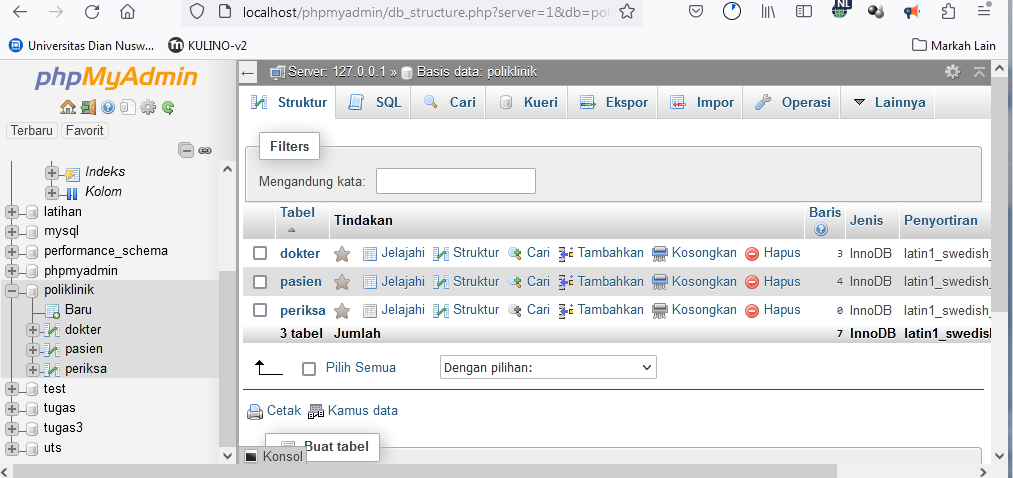 localhost/phpmyadmin/db_structure.php?server=1&db=pol
NL
Universitas Dian Nusw...
KULINO-v2
Markah Lain
phpMyAdmin
Terbaru
Favorit
Indeks
Kolom
latihan
mysql
performance_schema
phpmyadmin
poliklinik
Baru
dokter
pasien
periksa
test
tugas
tugas3
uts
Server: 127.0.0.1 » Basis data: poliklinik
Struktur SQL Cari Kueri Ekspor Impor Operasi Lainnya
Filters
Mengandung kata:
Tabel Tindakan Baris Jenis Penyortiran
dokter Jelajahi Struktur Cari Tambahkan Kosongkan Hapus 3 InnoDB latin1_swedish_
pasien Jelajahi Struktur Cari Tambahkan Kosongkan Hapus 4 InnoDB latin1_swedish_
periksa Jelajahi Struktur Cari Tambahkan Kosongkan Hapus 0 InnoDB latin1_swedish_
3 tabel Jumlah 7 InnoDB latin1_swedis
Pilih Semua
Dengan pilihan:
Cetak Kamus data
Buat tabel
Konsol